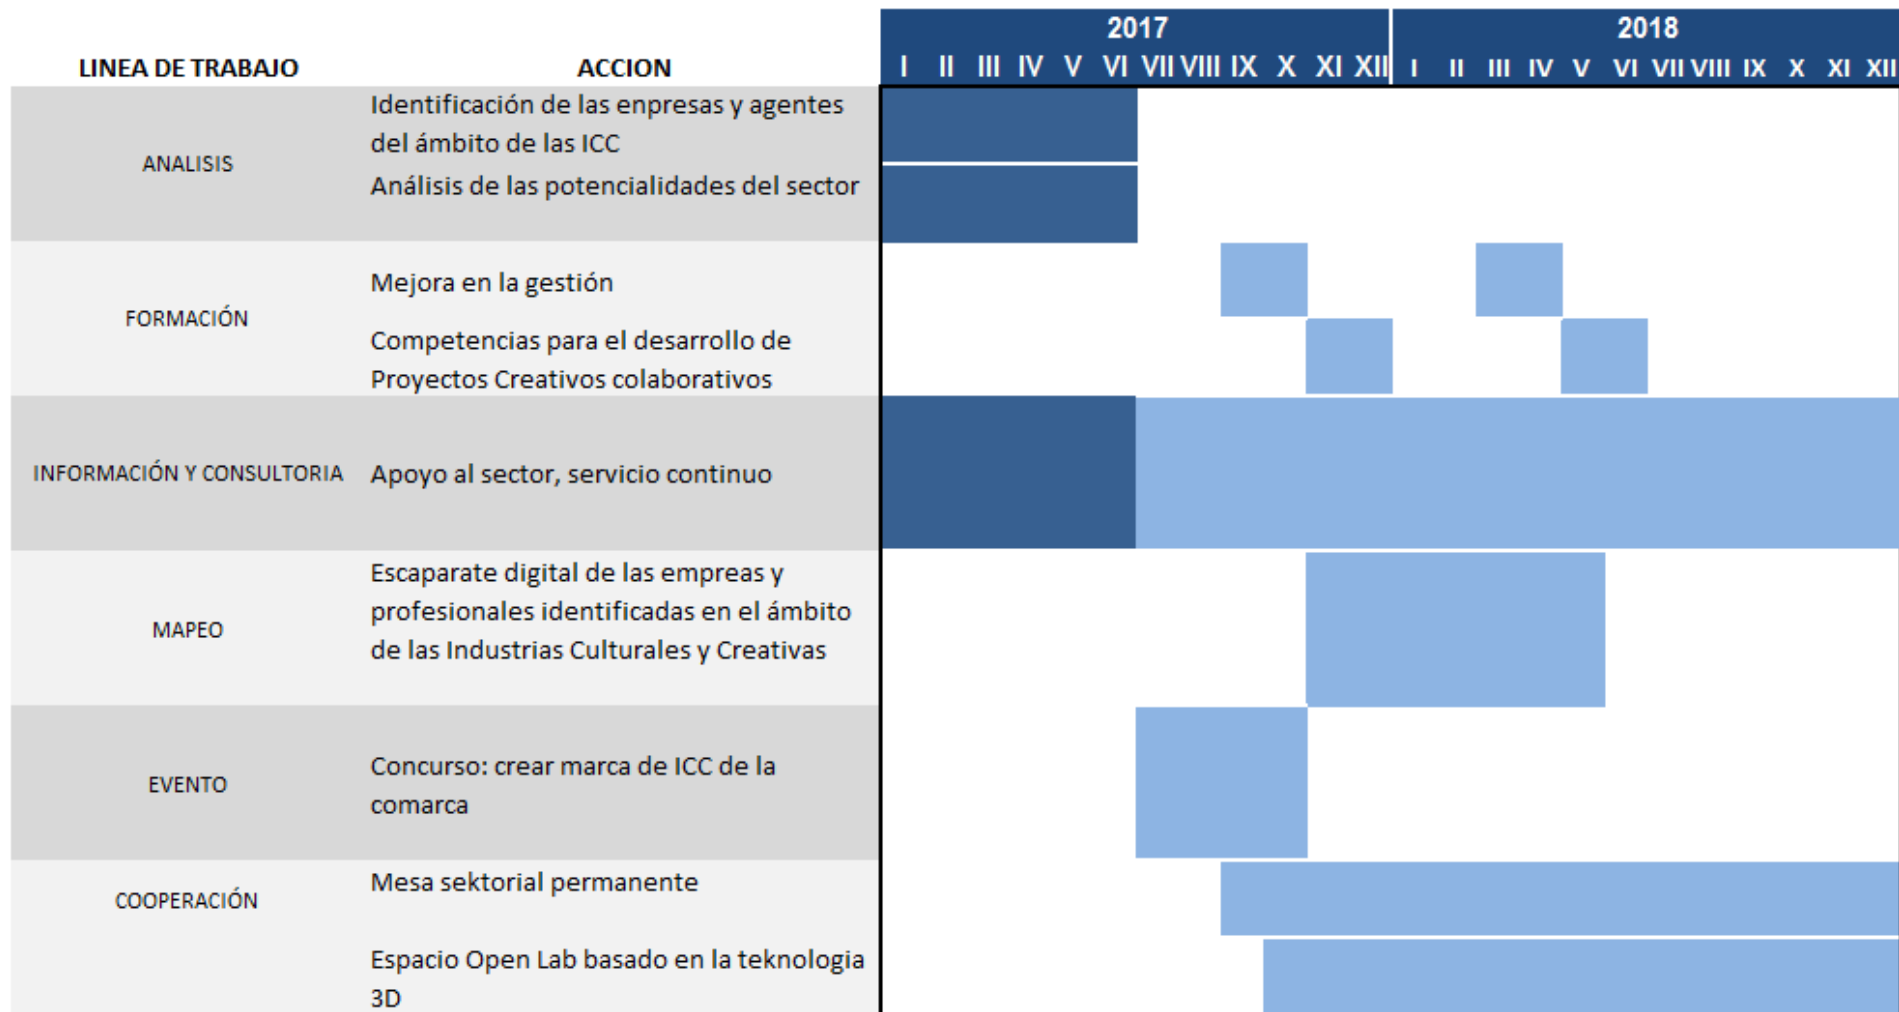 2017 2018
LINEA DE TRABAJO ACCION I II III IV V VI VII VIII IX X XI XII I II III IV V VI VII VIII IX X XI XII
Identificación de las enpresas y agentes
del ámbito de las ICC
ANALISIS
Análisis de las potencialidades del sector
Mejora en la gestión
FORMACIÓN
Competencias para el desarrollo de
Proyectos Creativos colaborativos
INFORMACIÓN Y CONSULTORIA Apoyo al sector, servicio continuo
Escaparate digital de las empreas y
profesionales identificadas en el ámbito
MAPEO
de las Industrias Culturales y Creativas
Concurso: crear marca de ICC de la
EVENTO
comarca
Mesa sektorial permanente
COOPERACIÓN
Espacio Open Lab basado en la teknologia
3D